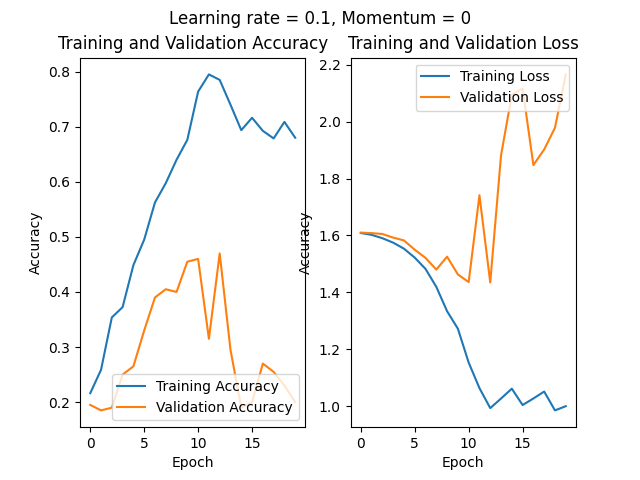 Learning rate = 0.1, Momentum = 0
Training and Validation Accuracy
0.8
0.7
0.6
0.5
0.4
0.3
0.2
Accuracy
Training Accuracy
Validation Accuracy
0
5
10
15
Epoch
Training and Validation Loss
2.2
2.0
1.8
1.6
1.4
1.2
1.0
Accuracy
Training Loss
Validation Loss
0
5
10
15
Epoch